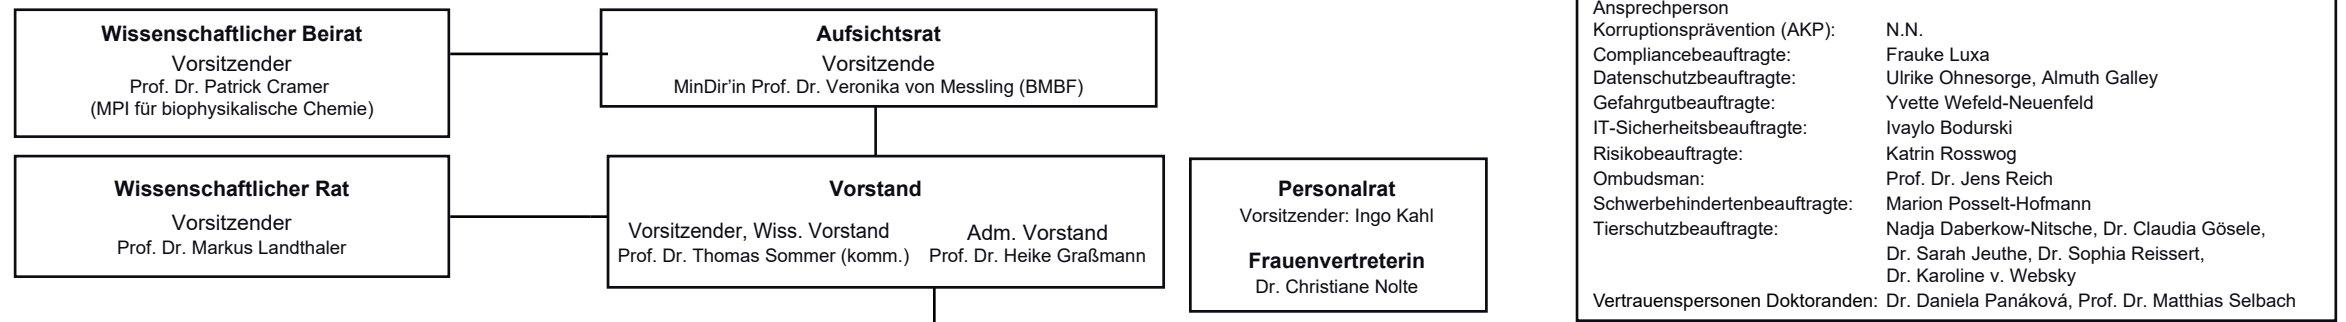 Wissenschaftlicher Beirat
Vorsitzender
Prof. Dr. Patrick Cramer
(MPI für biophysikalische Chemie)
Aufsichtsrat
Vorsitzende
MinDir’in Prof. Dr. Veronika von Messling (BMBF)
Wissenschaftlicher Rat
Vorsitzender
Prof. Dr. Markus Landthaler
Vorstand
Vorsitzender, Wiss. Vorstand
Prof. Dr. Thomas Sommer (komm.)
Adm. Vorstand
Prof. Dr. Heike Graßmann
Personalrat
Vorsitzender: Ingo Kahl
Frauenvertreterin
Dr. Christiane Nolte
Ansprechperson
Korruptionsprävention (AKP): N.N.
Compliancebeauftragte: Frauke Luxa
Datenschutzbeauftragte: Ulrike Ohnesorge, Almuth Galley
Gefahrgutbeauftragte: Yvette Wefeld-Neuenfeld
IT-Sicherheitsbeauftragte: Ivaylo Bodurski
Risikobeauftragte: Katrin Rosswog
Ombudsman: Prof. Dr. Jens Reich
Schwerbehindertenbeauftragte: Marion Posselt-Hofmann
Tierschutzbeauftragte: Nadja Daberkow-Nitsche, Dr. Claudia Gösele,
Dr. Sarah Jeuthe, Dr. Sophia Reissert,
Dr. Karoline v. Websky
Vertrauenspersonen Doktoranden: Dr. Daniela Panáková, Prof. Dr. Matthias Selbach